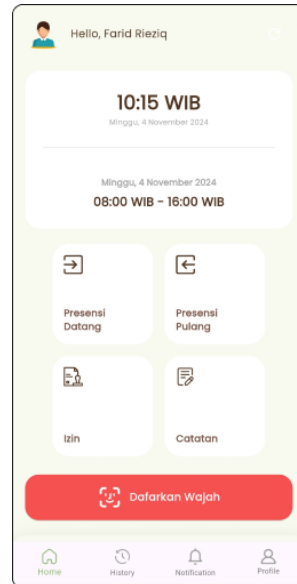 Hello, Farid Rieziq
10:15 WIB
Minggu, 4 November 2024
Minggu, 4 November 2024
08:00 WIB - 16:00 WIB
Presensi Datang
Presensi Pulang
Izin
Catatan
Dafarkan Wajah
Home
History
Notification
Profile